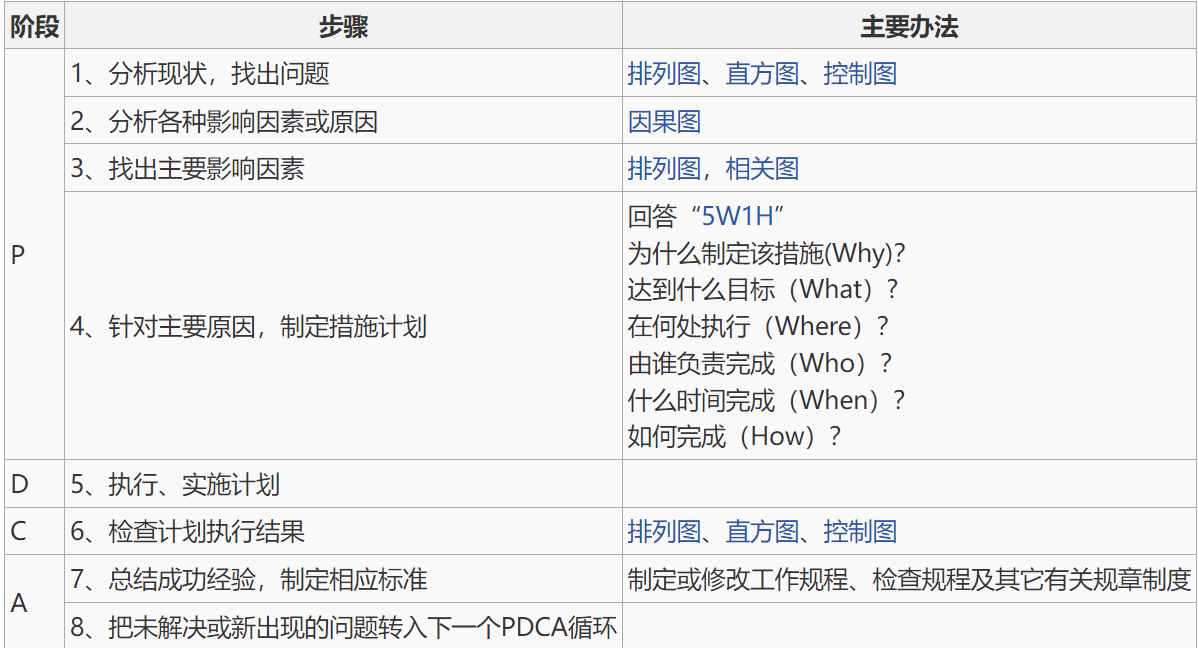 阶段 步骤 主要办法
P
1、分析现状，找出问题 排列图、直方图、控制图
2、分析各种影响因素或原因 因果图
3、找出主要影响因素 排列图，相关图
4、针对主要原因，制定措施计划
回答“5W1H”
为什么制定该措施(Why)?
达到什么目标（What）?
在何处执行（Where）?
由谁负责完成（Who）?
什么时间完成（When）?
如何完成（How）?
D 5、执行、实施计划
C 6、检查计划执行结果 排列图、直方图、控制图
A
7、总结成功经验，制定相应标准 制定或修改工作规程、检查规程及其它有关规章制度
8、把未解决或新出现的问题转入下一个PDCA循环